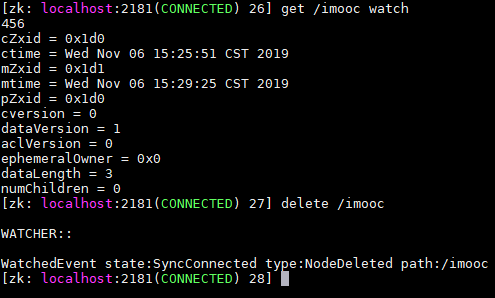 [zk: localhost:2181(CONNECTED) 26] get /imooc watch
456
cZxid = 0x1d0
ctime = Wed Nov 06 15:25:51 CST 2019
mZxid = 0x1d1
mtime = Wed Nov 06 15:29:25 CST 2019
pZxid = 0x1d0
cversion = 0
dataVersion = 1
aclVersion = 0
ephemeralOwner = 0x0
dataLength = 3
numChildren = 0
[zk: localhost:2181(CONNECTED) 27] delete /imooc
WATCHER::
WatchedEvent state:SyncConnected type:NodeDeleted path:/imooc
[zk: localhost:2181(CONNECTED) 28]